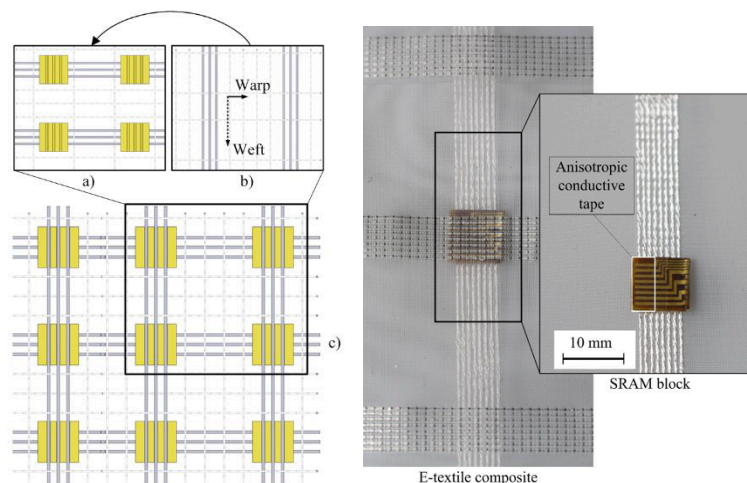 Warp
Weft
a)
b)
c)
Anisotropic
conductive
tape
10 mm
SRAM block
E-textile composite